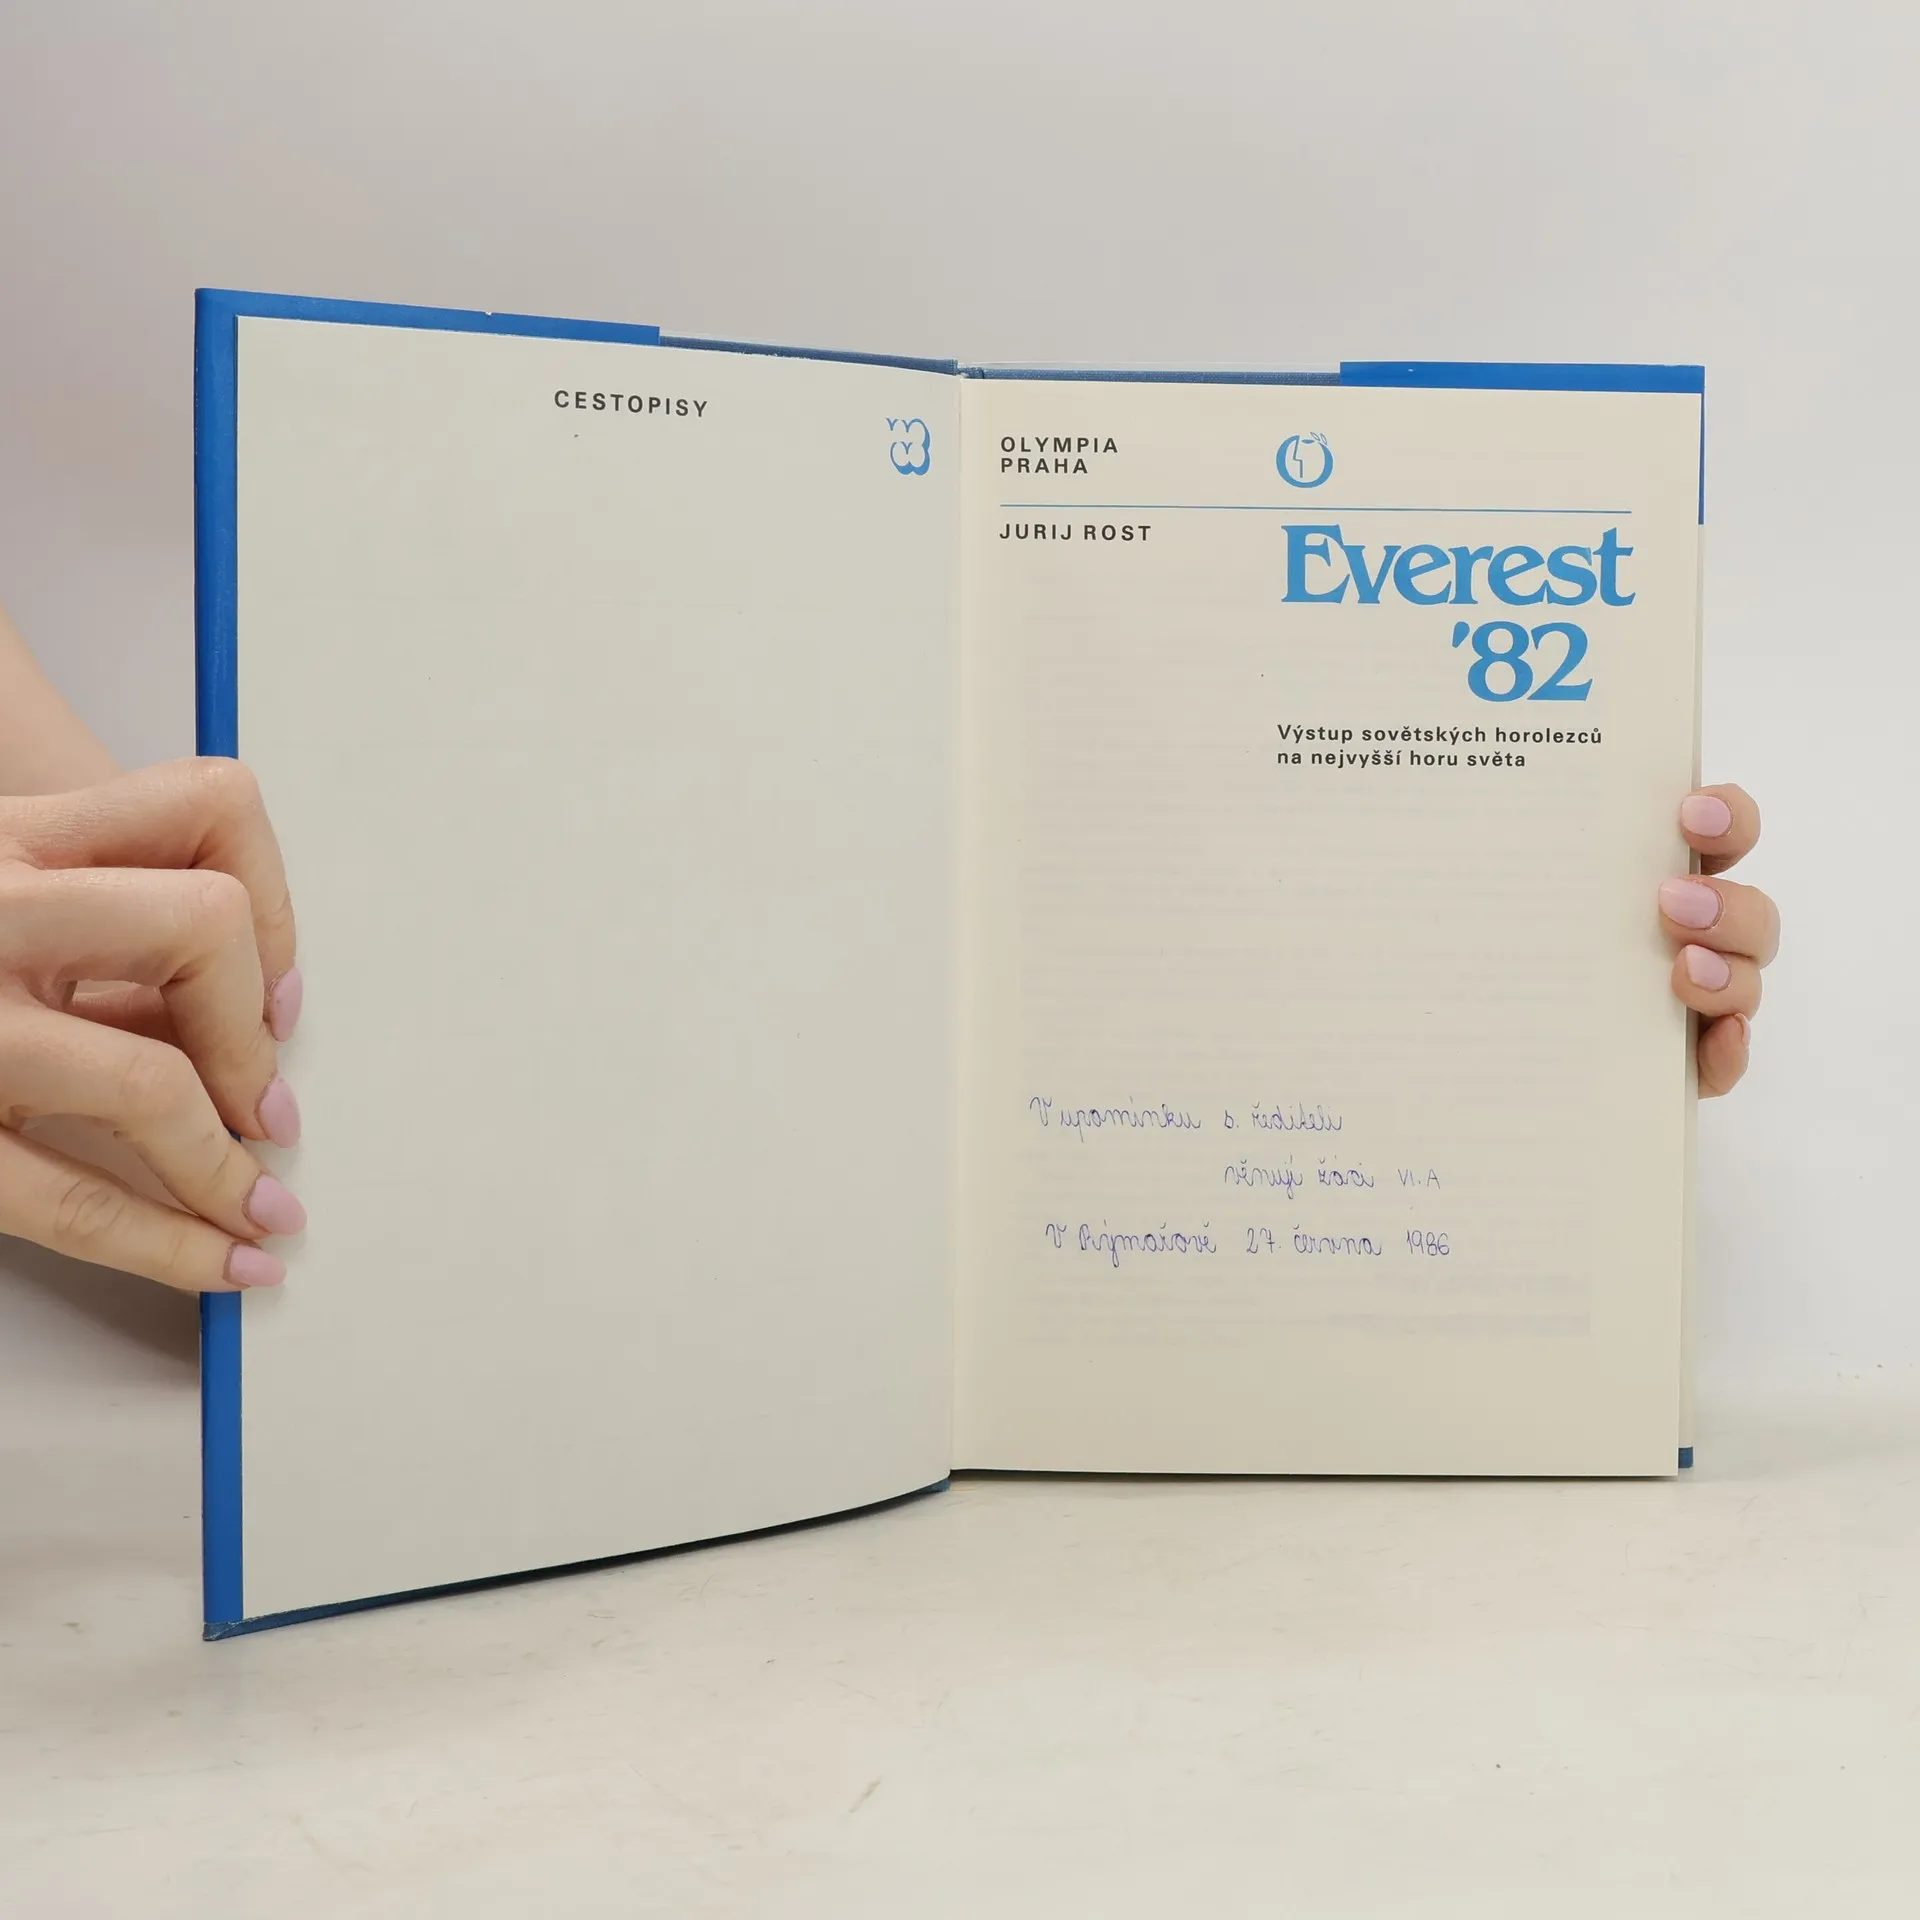 CESTOPISY
OLYMPIA
PRAHA
JURIJ ROST
Everest
'82
Výstup sovětských horolezců
na nejvyšší horu světa
V upomínku s. řediteli
věnují žáci VI.A
V Rýmařově 27. června 1986